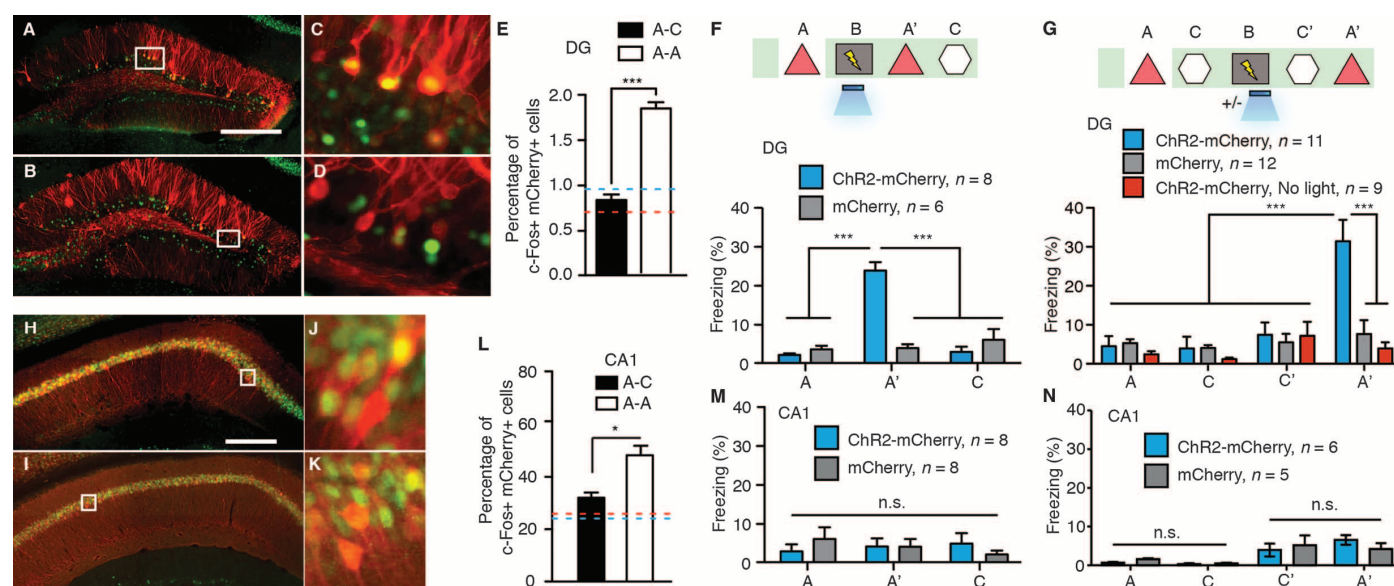 A
B
C
D
E
A-C
A-A
DG
***
2.0
1.5
1.0
0.5
0.0
Percentage of
c-Fos+ mCherry+ cells
F
A B A' C
DG
ChR2-mCherry, n = 8
mCherry, n = 6
Freezing (%)
40
30
20
10
0
*** ***
A A' C
G
A C B C' A'
+/-
DG
ChR2-mCherry, n = 11
mCherry, n = 12
ChR2-mCherry, No light, n = 9
Freezing (%)
40
30
20
10
0
*** ***
A C C' A'
H
I
J
K
L
CA1
A-C
A-A
*
80
60
40
20
0
Percentage of
c-Fos+ mCherry+ cells
M
CA1
ChR2-mCherry, n = 8
mCherry, n = 8
Freezing (%)
40
30
20
10
0
n.s.
A A' C
N
CA1
ChR2-mCherry, n = 6
mCherry, n = 5
Freezing (%)
40
30
20
10
0
n.s. n.s.
A C C' A'